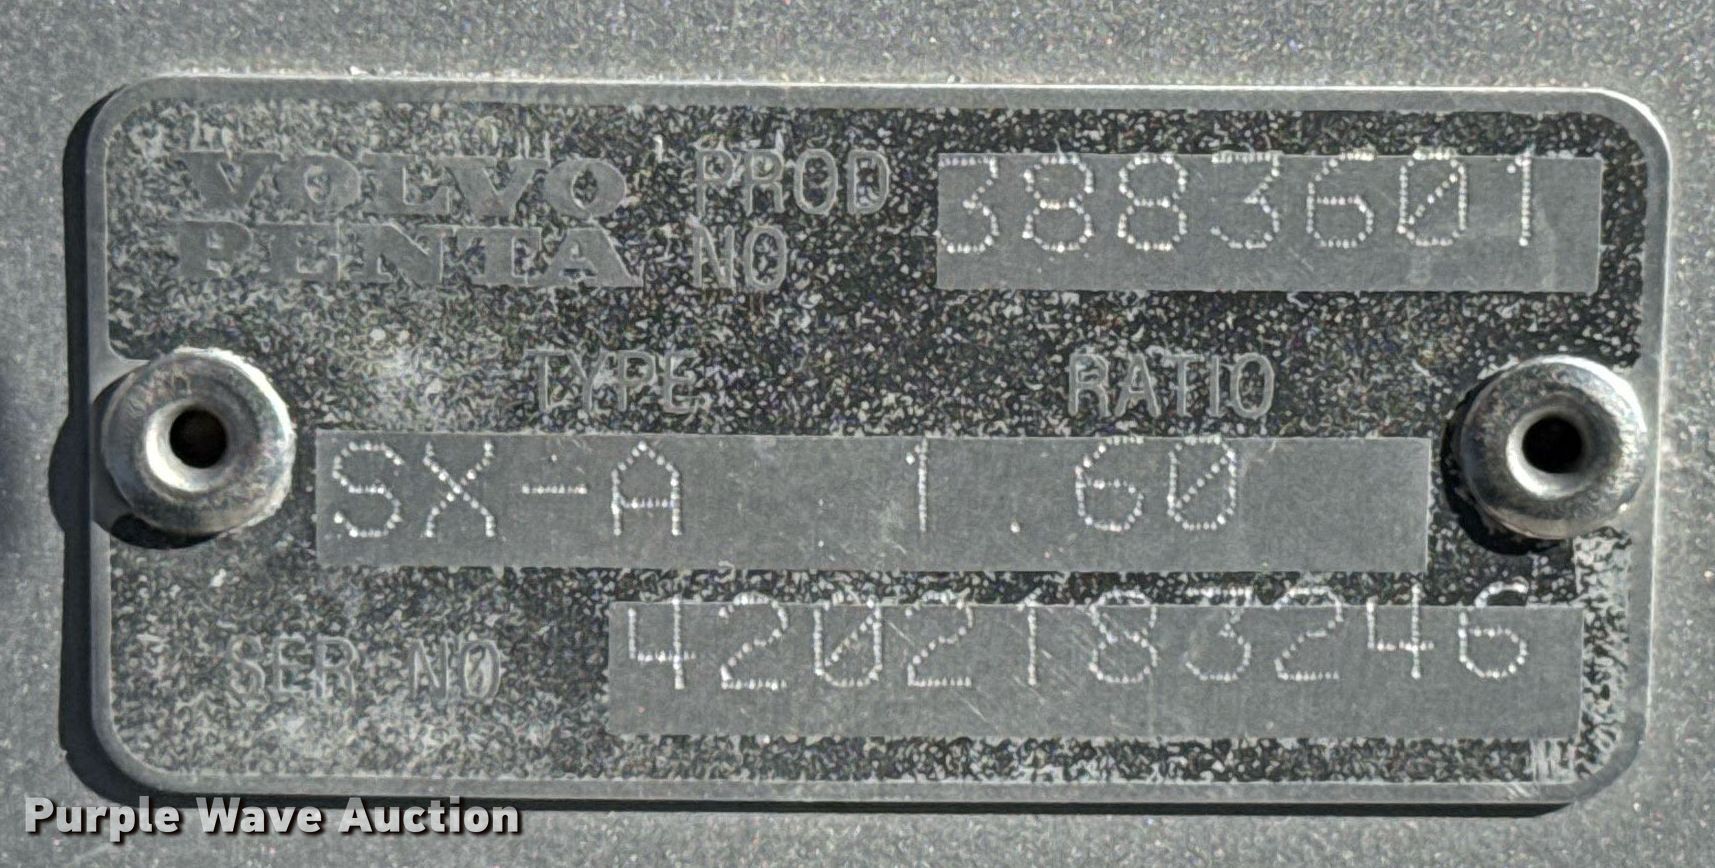 VOLVO PROD 3883601
PENTA NO
TYPE RATIO
SX-A 1.60
SER NO 4202183246
Purple Wave Auction